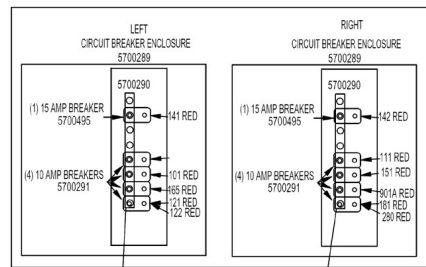 LEFT
CIRCUIT BREAKER ENCLOSURE
5700289
5700290
(1) 15 AMP BREAKER
5700495
141 RED
(4) 10 AMP BREAKERS
5700291
101 RED
165 RED
121 RED
122 RED
RIGHT
CIRCUIT BREAKER ENCLOSURE
5700289
5700290
(1) 15 AMP BREAKER
5700495
142 RED
(4) 10 AMP BREAKERS
5700291
111 RED
151 RED
901A RED
181 RED
280 RED